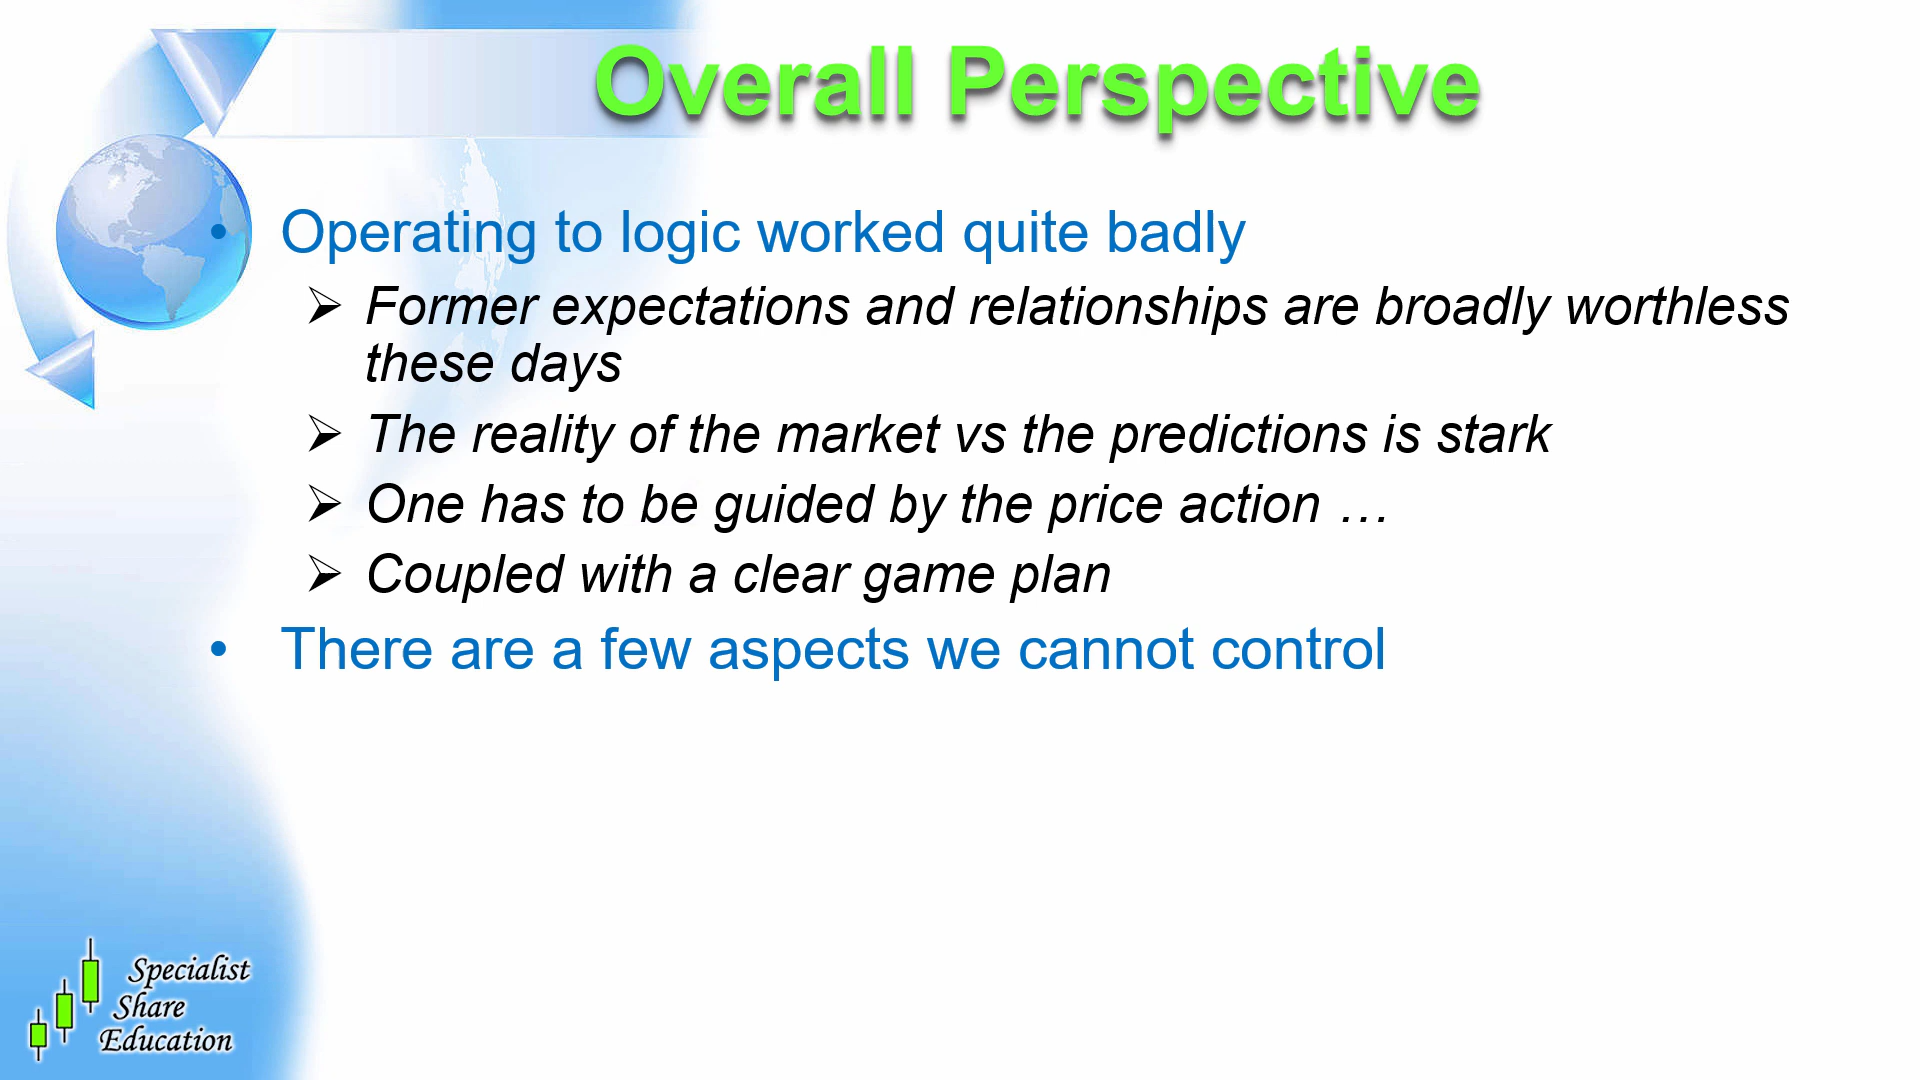 Overall Perspective
• Operating to logic worked quite badly
➢ Former expectations and relationships are broadly worthless
these days
➢ The reality of the market vs the predictions is stark
➢ One has to be guided by the price action …
➢ Coupled with a clear game plan
• There are a few aspects we cannot control
Specialist
Share
Education